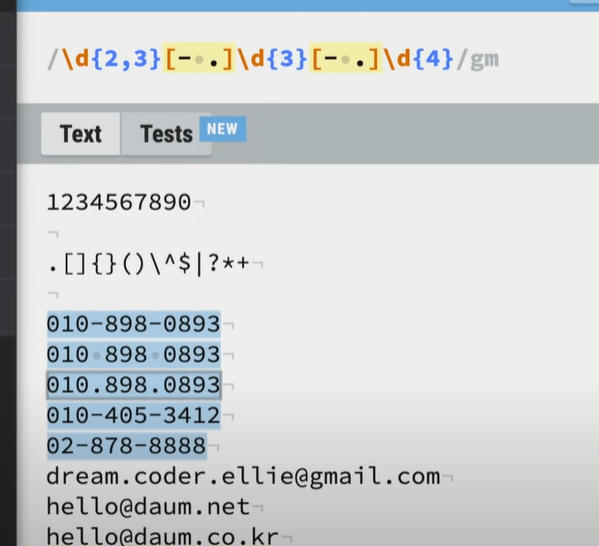 /\d{2,3}[- .]\d{3}[- .]\d{4}/gm
Text Tests NEW
1234567890
.[]{}()\^$|?*+
010-898-0893
010 898 0893
010.898.0893
010-405-3412
02-878-8888
dream.coder.ellie@gmail.com
hello@daum.net
hello@daum.co.kr